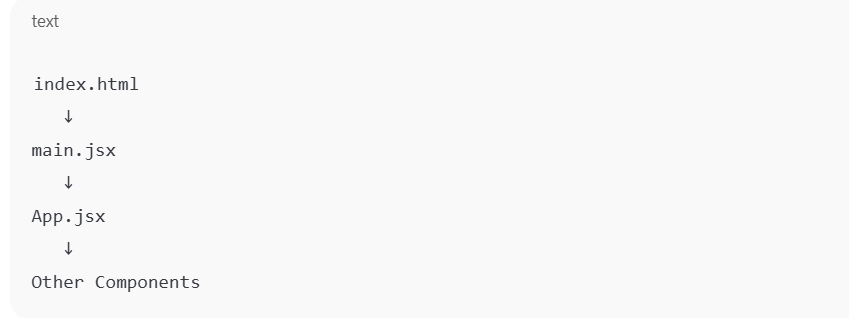 text
index.html
↓
main.jsx
↓
App.jsx
↓
Other Components